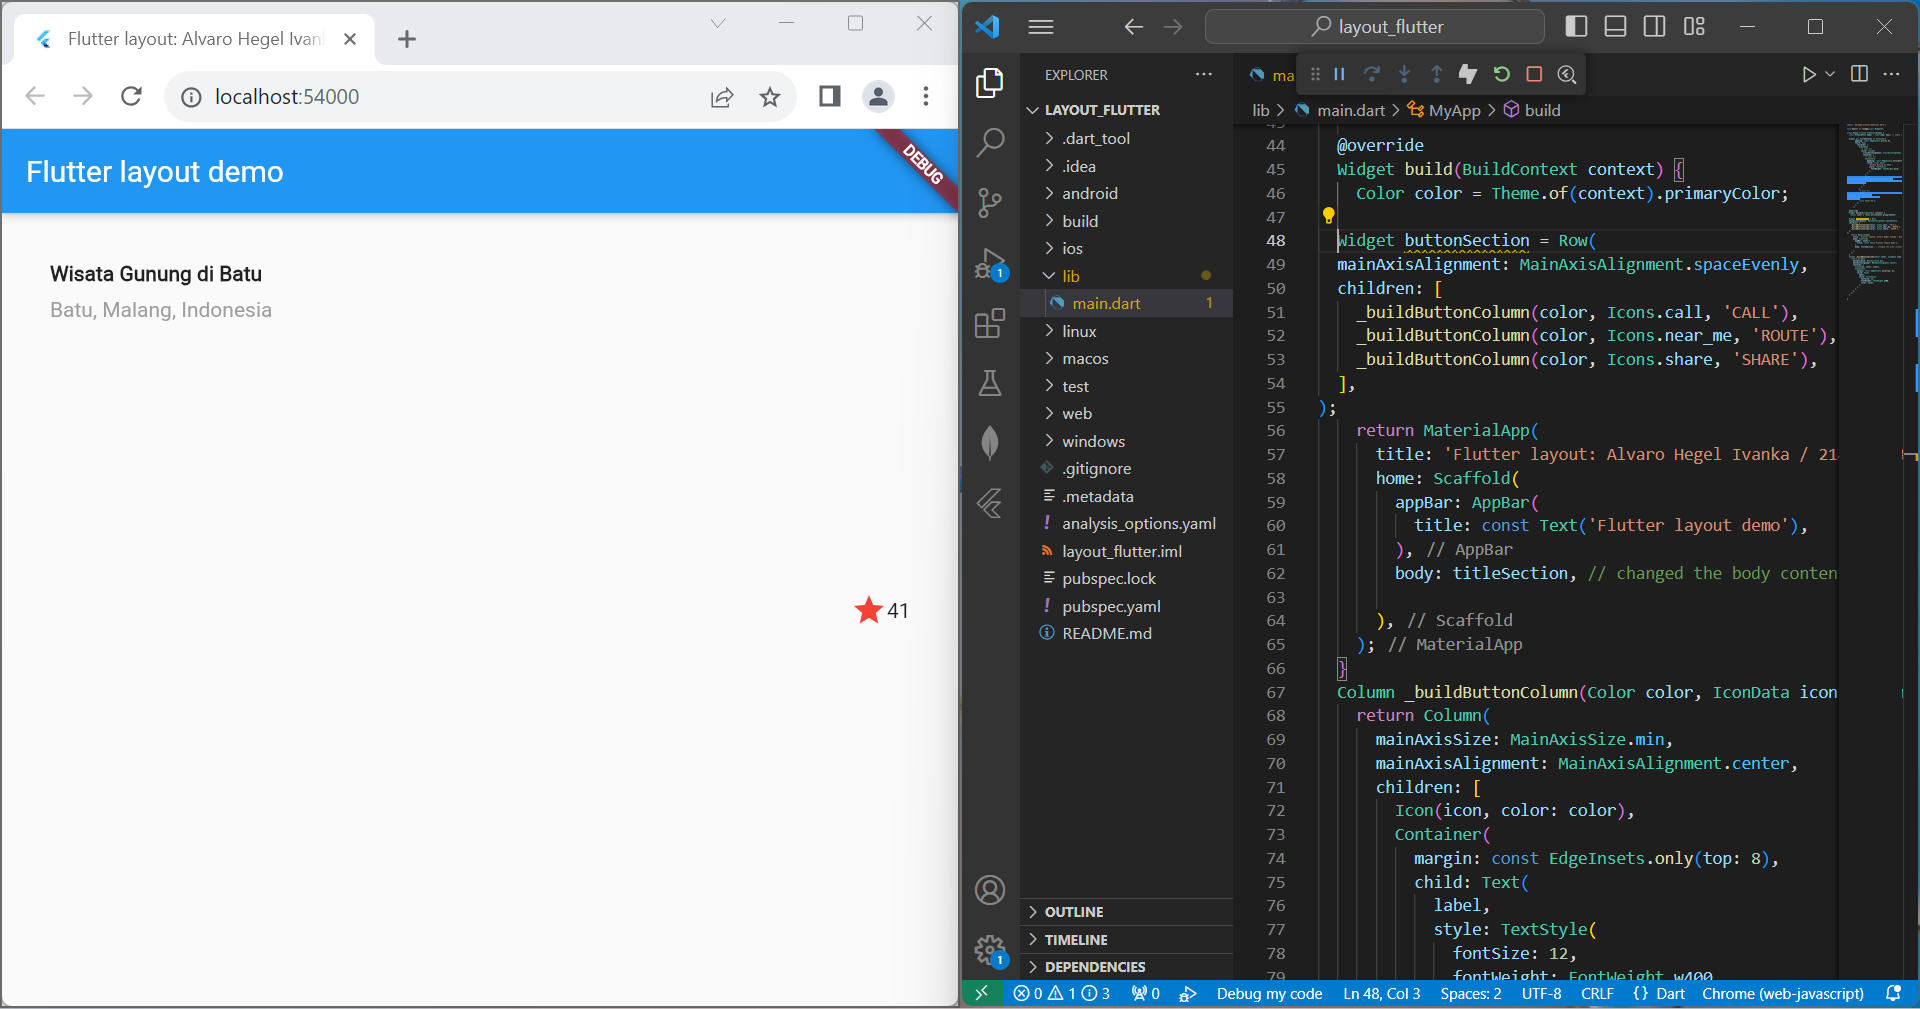 Flutter layout: Alvaro Hegel Ivank
localhost:54000
Flutter layout demo
DEBUG
Wisata Gunung di Batu
Batu, Malang, Indonesia
41
layout_flutter
EXPLORER
LAYOUT_FLUTTER
.dart_tool
.idea
android
build
ios
lib
main.dart 1
linux
macos
test
web
windows
.gitignore
.metadata
analysis_options.yaml
layout_flutter.iml
pubspec.lock
pubspec.yaml
README.md
OUTLINE
TIMELINE
DEPENDENCIES
1
1
ma
lib > main.dart > MyApp > build
44 @override
45 Widget build(BuildContext context) {
46 Color color = Theme.of(context).primaryColor;
47
48 Widget buttonSection = Row(
49 mainAxisAlignment: MainAxisAlignment.spaceEvenly,
50 children: [
51 _buildButtonColumn(color, Icons.call, 'CALL'),
52 _buildButtonColumn(color, Icons.near_me, 'ROUTE'),
53 _buildButtonColumn(color, Icons.share, 'SHARE'),
54 ],
55 );
56 return MaterialApp(
57 title: 'Flutter layout: Alvaro Hegel Ivanka / 21
58 home: Scaffold(
59 appBar: AppBar(
60 title: const Text('Flutter layout demo'),
61 ), // AppBar
62 body: titleSection, // changed the body conten
63
64 ), // Scaffold
65 ); // MaterialApp
66 }
67 Column _buildButtonColumn(Color color, IconData icon
68 return Column(
69 mainAxisSize: MainAxisSize.min,
70 mainAxisAlignment: MainAxisAlignment.center,
71 children: [
72 Icon(icon, color: color),
73 Container(
74 margin: const EdgeInsets.only(top: 8),
75 child: Text(
76 label,
77 style: TextStyle(
78 fontSize: 12,
79 fontWeight: FontWeight.w400
0 1 3 0 Debug my code Ln 48, Col 3 Spaces: 2 UTF-8 CRLF {} Dart Chrome (web-javascript)